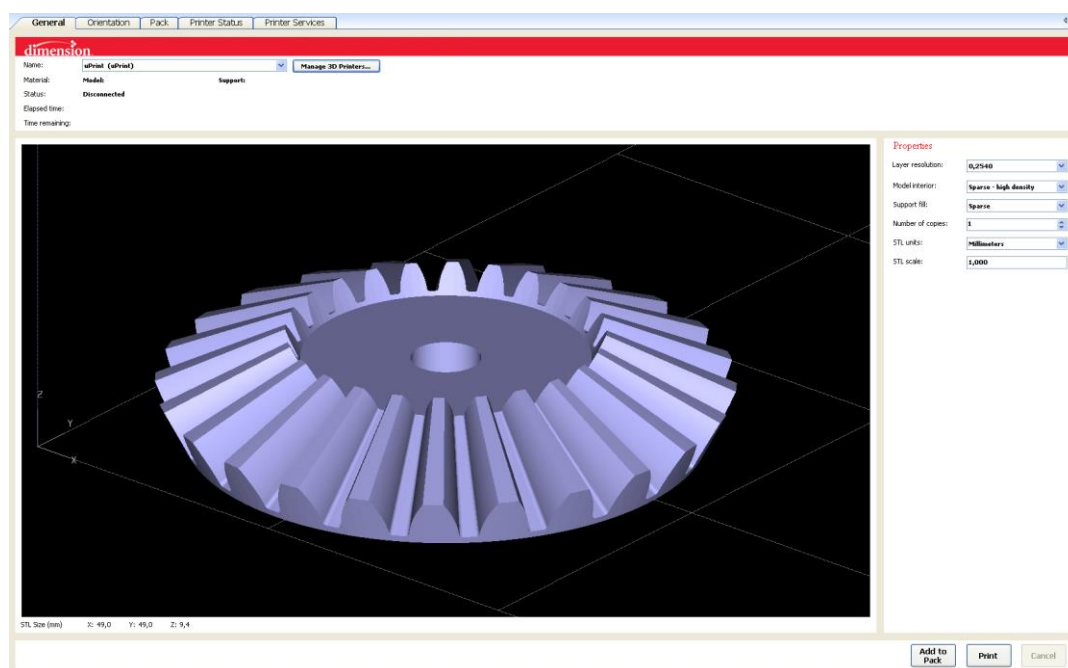 General Orientation Pack Printer Status Printer Services
dimension
Name: uPrint (uPrint) Manage 3D Printers...
Material: Model: Support:
Status: Disconnected
Elapsed time:
Time remaining:
Properties
Layer resolution: 0,2540
Model interior: Sparse - high density
Support fill: Sparse
Number of copies: 1
STL units: Millimeters
STL scale: 1,000
Z
Y
X
STL Size (mm) X: 49,0 Y: 49,0 Z: 9,4
Add to Pack Print Cancel